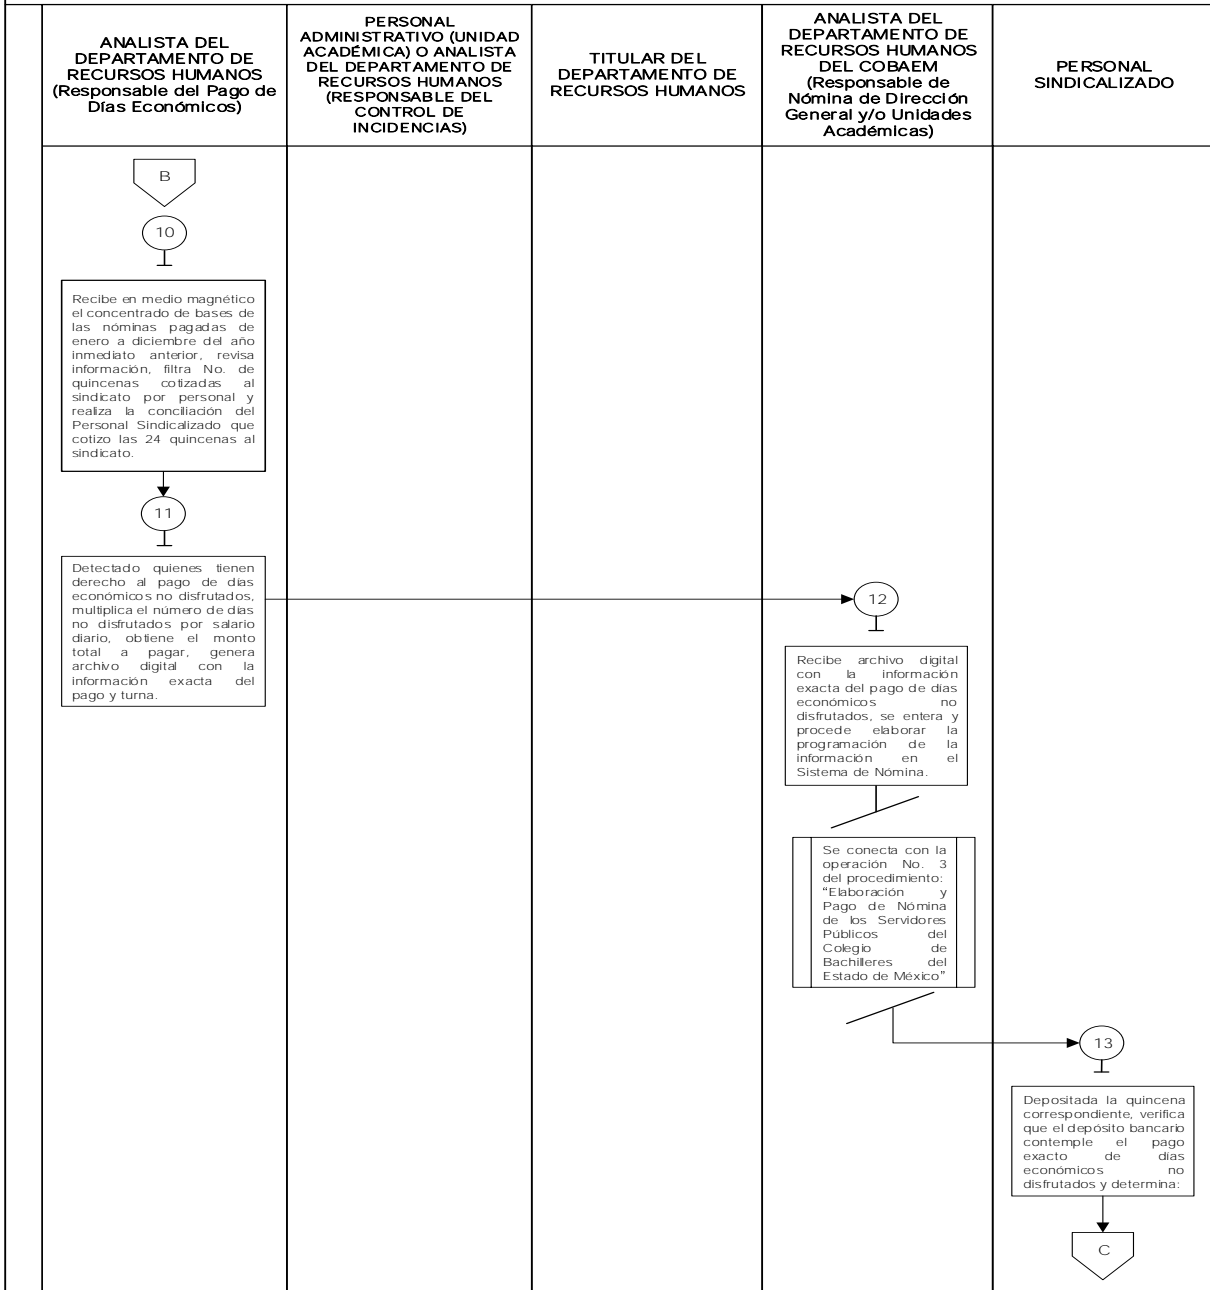 ANALISTA DEL
DEPARTAMENTO DE
RECURSOS HUMANOS
(Responsable del Pago de
Días Económicos)
PERSONAL
ADMINISTRATIVO (UNIDAD
ACADÉMICA) O ANALISTA
DEL DEPARTAMENTO DE
RECURSOS HUMANOS
(RESPONSABLE DEL
CONTROL DE
INCIDENCIAS)
TITULAR DEL
DEPARTAMENTO DE
RECURSOS HUMANOS
ANALISTA DEL
DEPARTAMENTO DE
RECURSOS HUMANOS
DEL COBAEM
(Responsable de
Nómina de Dirección
General y/o Unidades
Académicas)
PERSONAL
SINDICALIZADO
B
10
Recibe en medio magnético
el concentrado de bases de
las nóminas pagadas de
enero a diciembre del año
inmediato anterior, revisa
información, filtra No. de
quincenas cotizadas al
sindicato por personal y
realiza la conciliación del
Personal Sindicalizado que
cotizo las 24 quincenas al
sindicato.
11
Detectado quienes tienen
derecho al pago de días
económicos no disfrutados,
multiplica el número de días
no disfrutados por salario
diario, obtiene el monto
total a pagar, genera
archivo digital con la
información exacta del
pago y turna.
12
Recibe archivo digital
con la información
exacta del pago de días
económicos no
disfrutados, se entera y
procede elaborar la
programación de la
información en el
Sistema de Nómina.
Se conecta con la
operación No. 3
del procedimiento:
“Elaboración y
Pago de Nómina
de los Servidores
Públicos del
Colegio de
Bachilleres del
Estado de México”
13
Depositada la quincena
correspondiente, verifica
que el depósito bancario
contemple el pago
exacto de días
económicos no
disfrutados y determina:
C